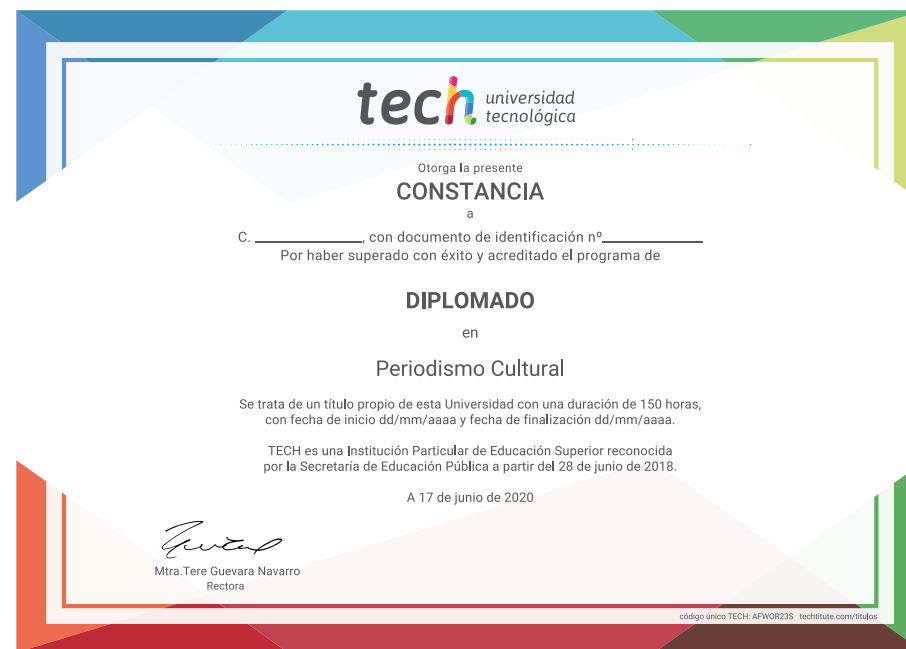 tech universidad
tecnológica
Otorga la presente
CONSTANCIA
a
C. ______________, con documento de identificación nº_____________
Por haber superado con éxito y acreditado el programa de
DIPLOMADO
en
Periodismo Cultural
Se trata de un título propio de esta Universidad con una duración de 150 horas,
con fecha de inicio dd/mm/aaaa y fecha de finalización dd/mm/aaaa.
TECH es una Institución Particular de Educación Superior reconocida
por la Secretaría de Educación Pública a partir del 28 de junio de 2018.
A 17 de junio de 2020
Mtra.Tere Guevara Navarro
Rectora
código único TECH: AFWOR23S techtitute.com/titulos